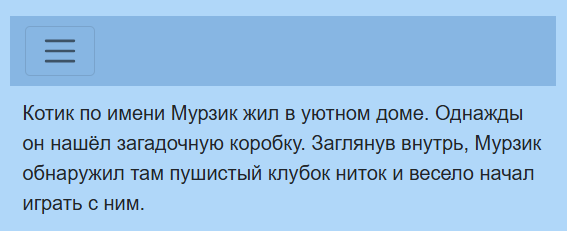 Котик по имени Мурзик жил в уютном доме. Однажды
он нашёл загадочную коробку. Заглянув внутрь, Мурзик
обнаружил там пушистый клубок ниток и весело начал
играть с ним.